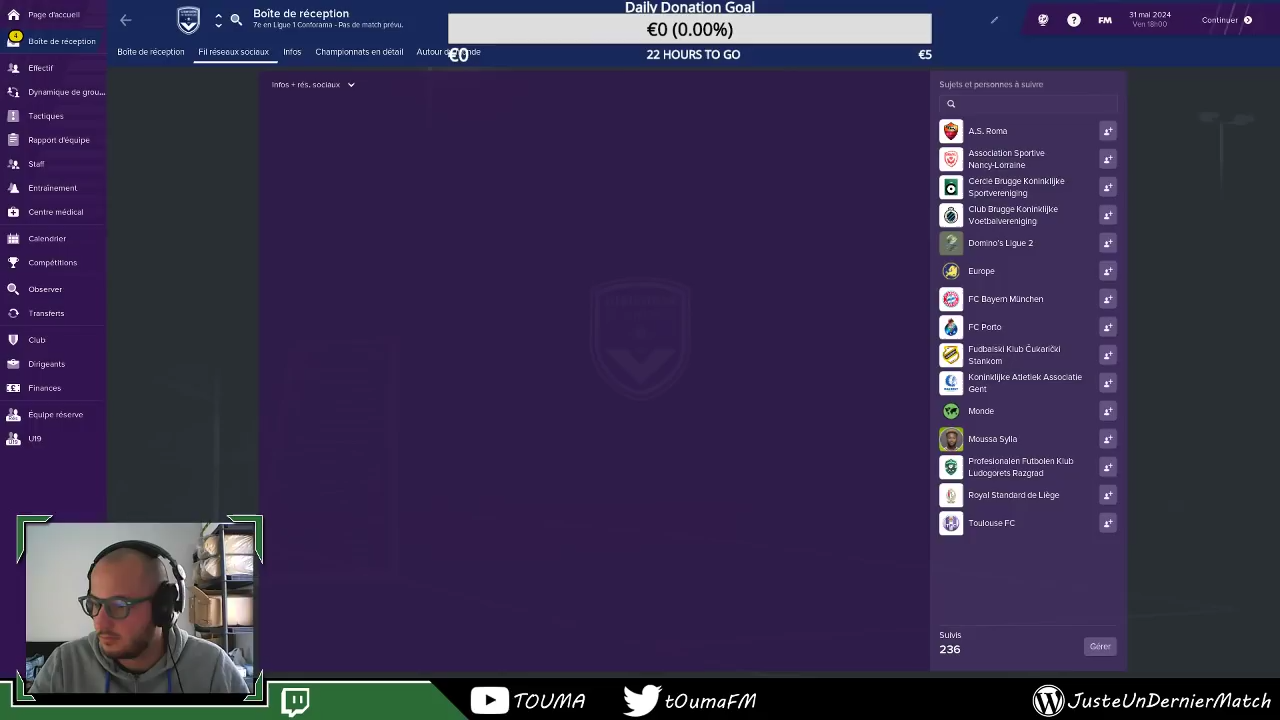 Daily Donation Goal
€0 (0.00%)
€0
22 HOURS TO GO
€5
Boîte de réception
7e en Ligue 1 Conforama - Pas de match prévu.
FM
31 mai 2024
Ven 18h00
Continuer
Boîte de réception
Fil réseaux sociaux
Infos
Championnats en détail
Autour d
nde
Écran d'accueil
4
Boîte de réception
Effectif
Dynamique de grou...
Tactiques
Rapport d'équipe
Staff
Entraînement
Centre médical
Calendrier
Compétitions
Observer
Transferts
Club
Dirigeants
Finances
Équipe réserve
U19
Infos + rés. sociaux
Sujets et personnes à suivre
A.S. Roma
Association Sportive
Nancy-Lorraine
Cercle Brugge Koninklijke
Sportvereniging
Club Brugge Koninklijke
Voetbalvereniging
Domino's Ligue 2
Europe
FC Bayern München
FC Porto
Fudbalski Klub Čukarički
Stankom
Koninklijke Atletiek Associatie
Gent
Monde
Moussa Sylla
Profesionalen Futbolen Klub
Ludogorets Razgrad
Royal Standard de Liège
Toulouse FC
Suivis
236
Gérer
TOUMA
tOumaFM
JusteUnDernierMatch